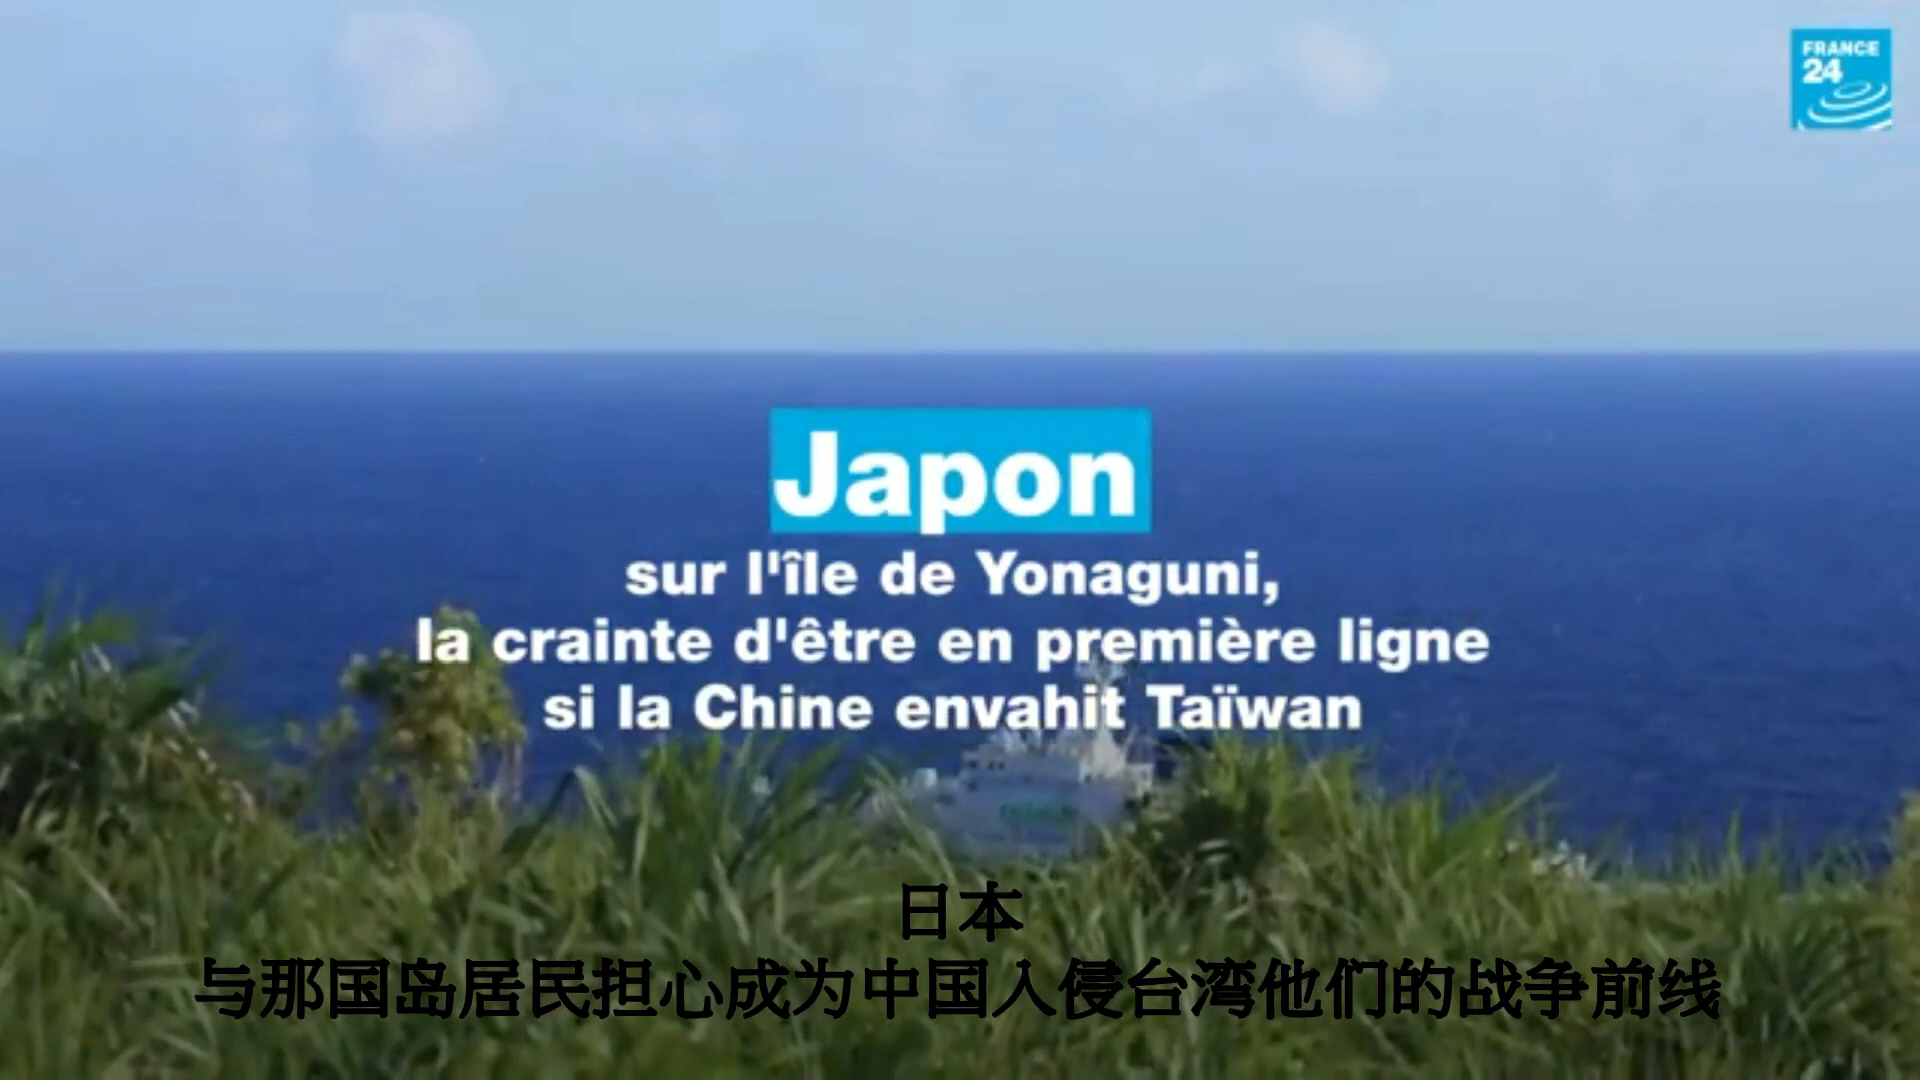 FRANCE
24
Japon
sur l'île de Yonaguni,
la crainte d'être en première ligne
si la Chine envahit Taïwan
日本
与那国岛居民担心成为中国入侵台湾他们的战争前线